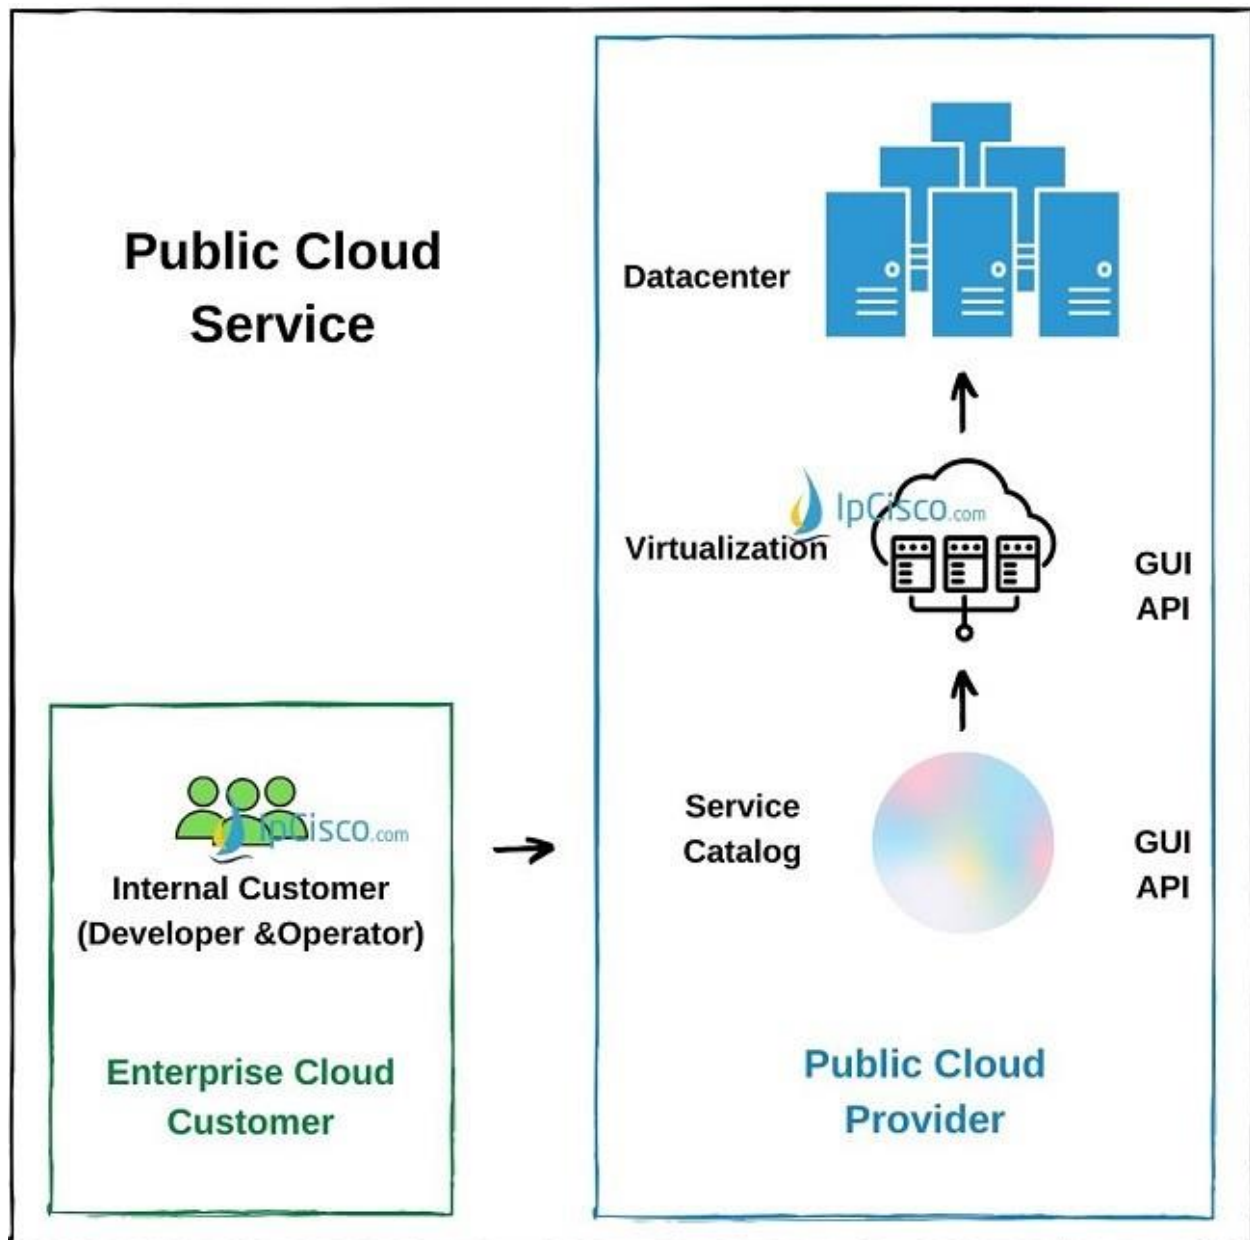 Public Cloud
Service
Datacenter
IpCisco.com
Virtualization
GUI
API
Service
Catalog
GUI
API
IpCisco.com
Internal Customer
(Developer &Operator)
Enterprise Cloud
Customer
Public Cloud
Provider